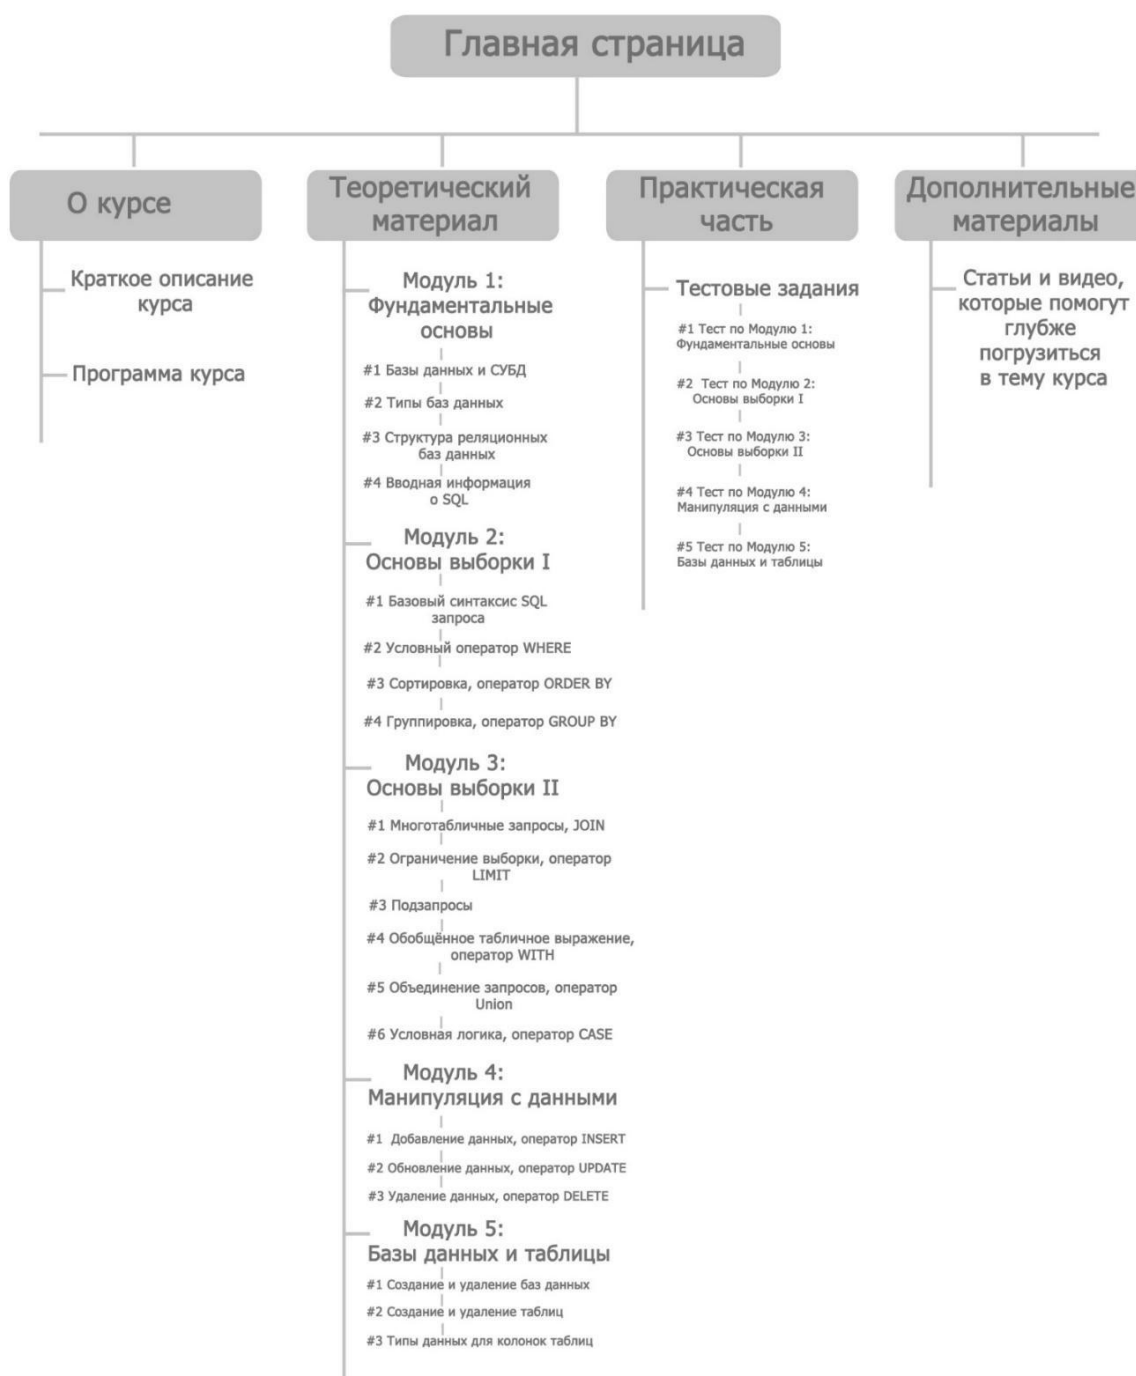 Главная страница
О курсе
Краткое описание
курса
Программа курса
Теоретический
материал
Модуль 1:
Фундаментальные
основы
#1 Базы данных и СУБД
#2 Типы баз данных
#3 Структура реляционных
баз данных
#4 Вводная информация
о SQL
Модуль 2:
Основы выборки I
#1 Базовый синтаксис SQL
запроса
#2 Условный оператор WHERE
#3 Сортировка, оператор ORDER BY
#4 Группировка, оператор GROUP BY
Модуль 3:
Основы выборки II
#1 Многотабличные запросы, JOIN
#2 Ограничение выборки, оператор
LIMIT
#3 Подзапросы
#4 Обобщённое табличное выражение,
оператор WITH
#5 Объединение запросов, оператор
Union
#6 Условная логика, оператор CASE
Модуль 4:
Манипуляция с данными
#1 Добавление данных, оператор INSERT
#2 Обновление данных, оператор UPDATE
#3 Удаление данных, оператор DELETE
Модуль 5:
Базы данных и таблицы
#1 Создание и удаление баз данных
#2 Создание и удаление таблиц
#3 Типы данных для колонок таблиц
Практическая
часть
Тестовые задания
#1 Тест по Модулю 1:
Фундаментальные основы
#2 Тест по Модулю 2:
Основы выборки I
#3 Тест по Модулю 3:
Основы выборки II
#4 Тест по Модулю 4:
Манипуляция с данными
#5 Тест по Модулю 5:
Базы данных и таблицы
Дополнительные
материалы
Статьи и видео,
которые помогут
глубже
погрузиться
в тему курса